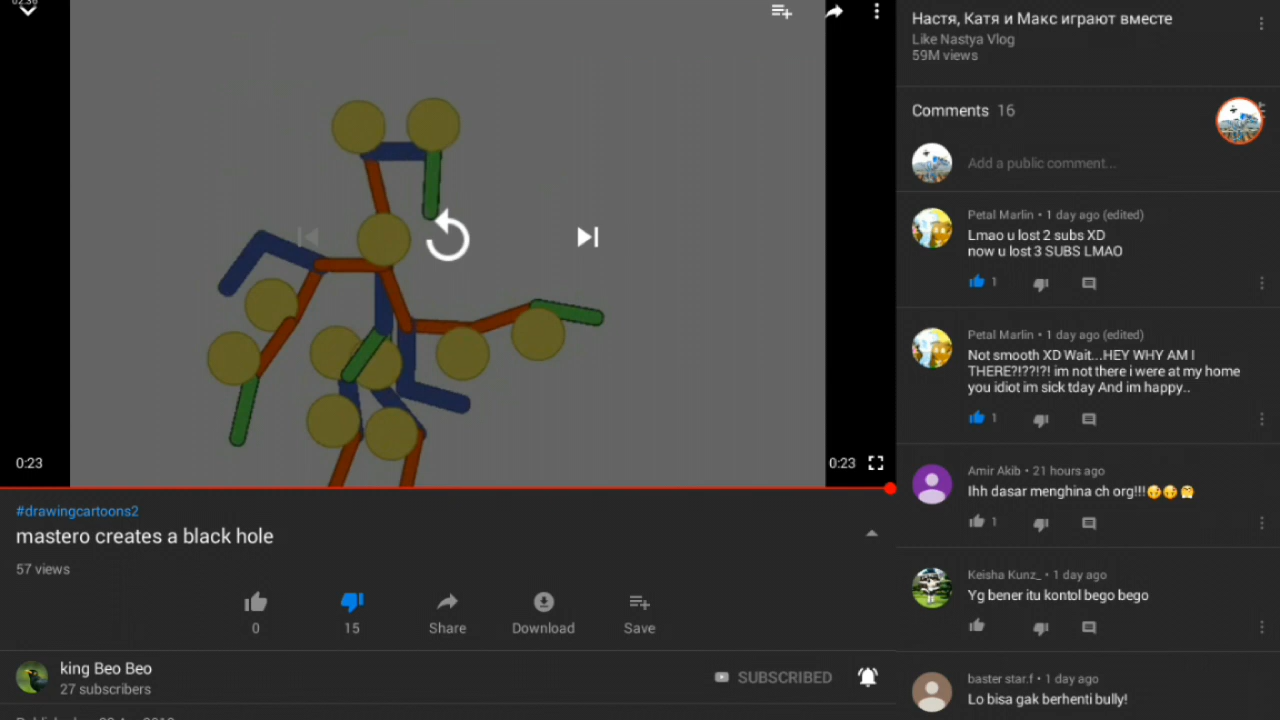 Настя, Катя и Макс играют вместе
Like Nastya Vlog
59M views
0:23
0:23
#drawingcartoons2
mastero creates a black hole
57 views
0
15
Share
Download
Save
king Beo Beo
27 subscribers
SUBSCRIBED
Comments 16
Add a public comment...
Petal Marlin • 1 day ago (edited)
Lmao u lost 2 subs XD
now u lost 3 SUBS LMAO
1
Petal Marlin • 1 day ago (edited)
Not smooth XD Wait...HEY WHY AM I
THERE?!??!?! im not there i were at my home
you idiot im sick tday And im happy..
1
Amir Akib • 21 hours ago
Ihh dasar menghina ch org!!!
1
Keisha Kunz_ • 1 day ago
Yg bener itu kontol bego bego
baster star.f • 1 day ago
Lo bisa gak berhenti bully!